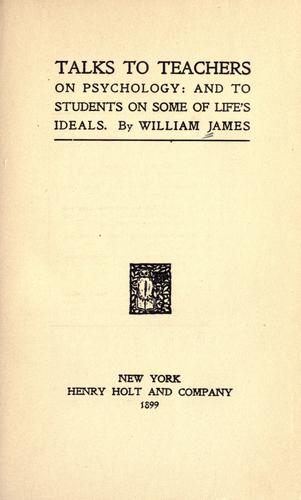 TALKS TO TEACHERS
ON PSYCHOLOGY: AND TO
STUDENTS ON SOME OF LIFE'S
IDEALS. By WILLIAM JAMES
NEW YORK
HENRY HOLT AND COMPANY
1899